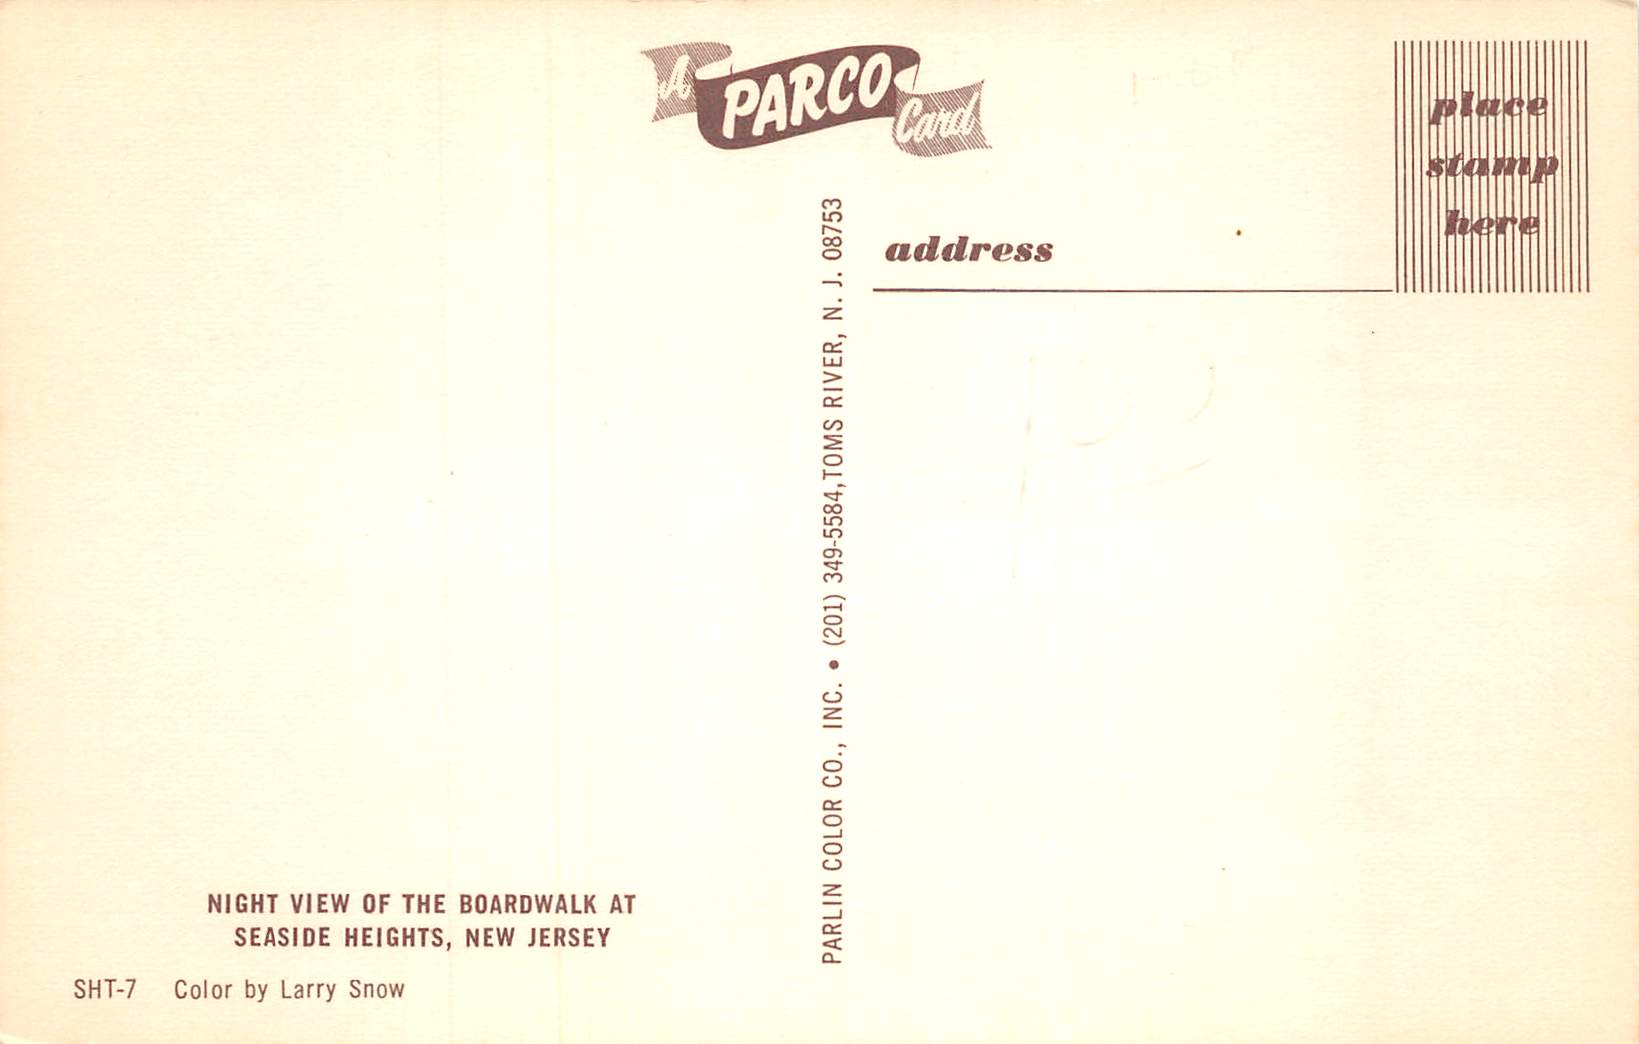 A PARCO Card
place
stamp
here
address
PARLIN COLOR CO., INC. • (201) 349-5584, TOMS RIVER, N. J. 08753
NIGHT VIEW OF THE BOARDWALK AT
SEASIDE HEIGHTS, NEW JERSEY
SHT-7 Color by Larry Snow